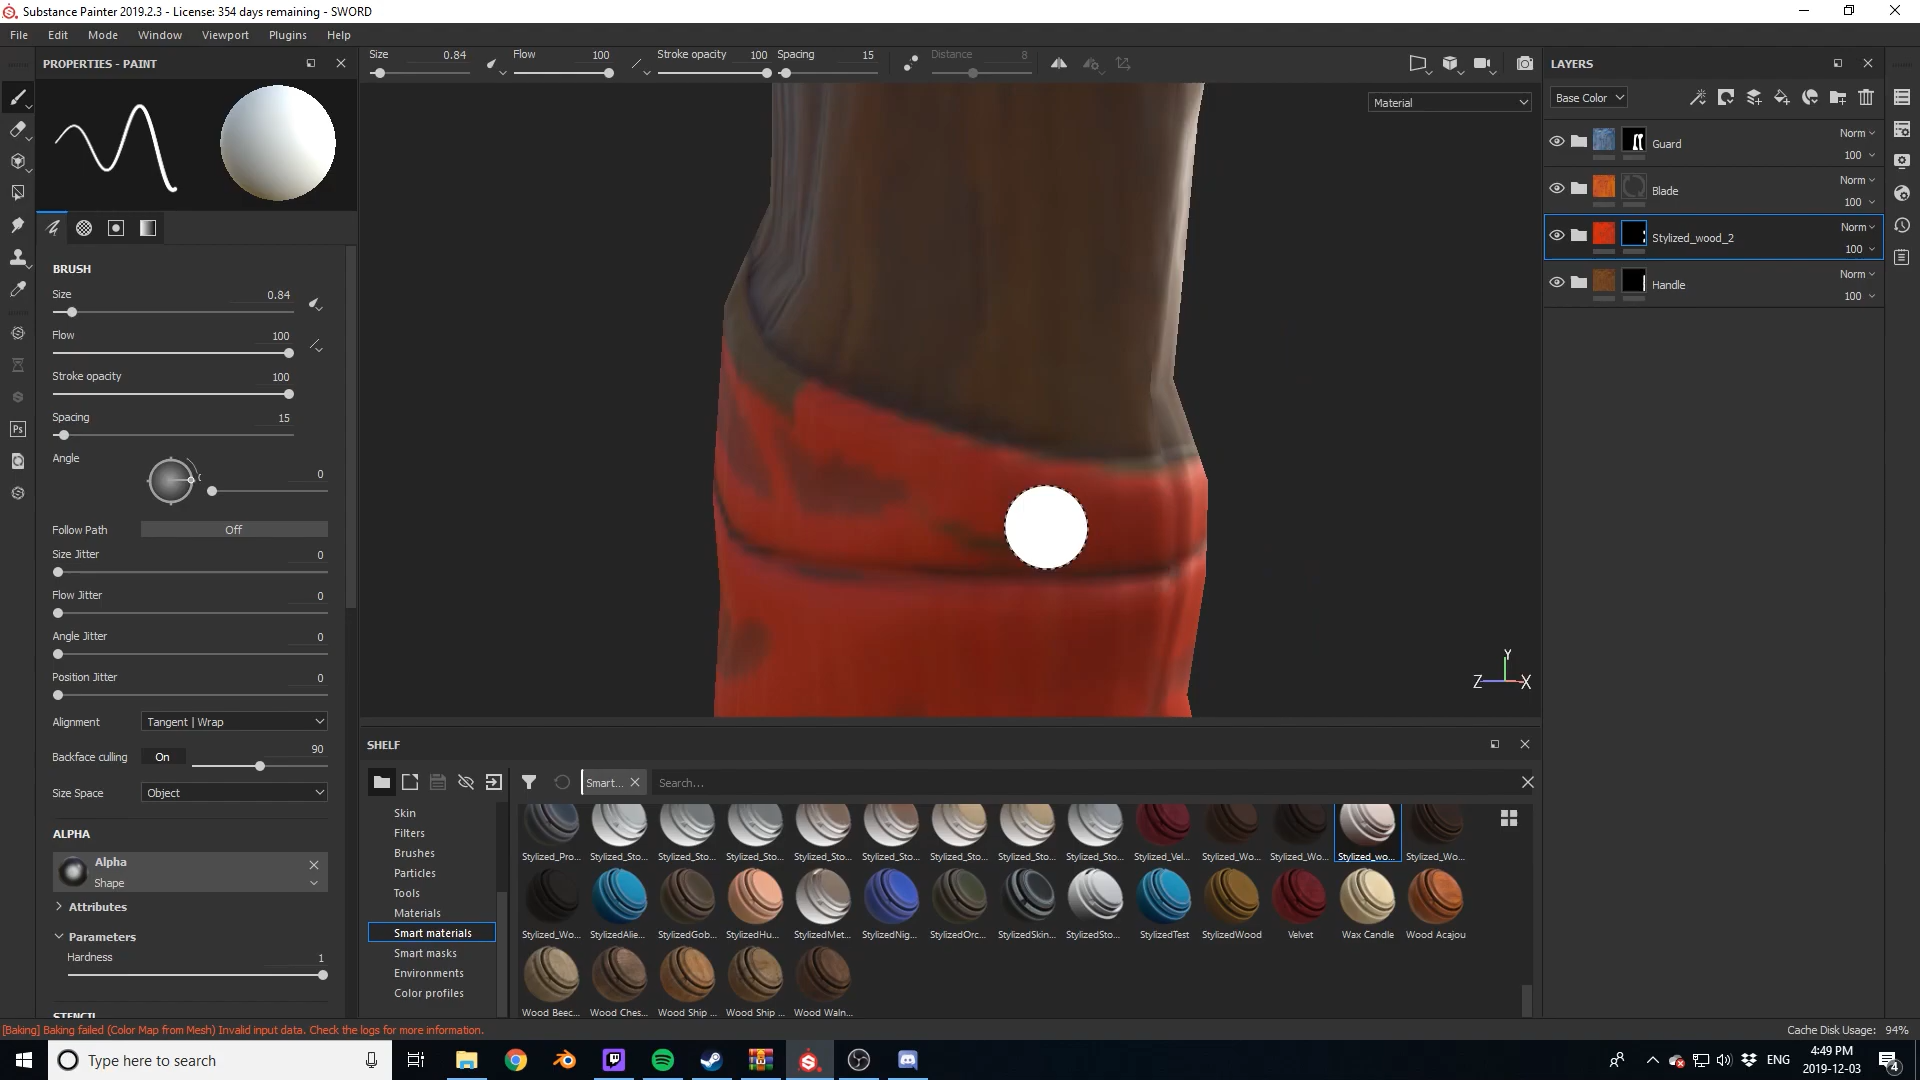 Substance Painter 2019.2.3 - License: 354 days remaining - SWORD
File Edit Mode Window Viewport Plugins Help
PROPERTIES - PAINT
Size 0.84 Flow 100 Stroke opacity 100 Spacing 15 Distance 8
Material
LAYERS
Base Color
Guard Norm 100
Blade Norm 100
Stylized_wood_2 Norm 100
Handle Norm 100
BRUSH
Size 0.84
Flow 100
Stroke opacity 100
Spacing 15
Angle 0
Follow Path Off
Size Jitter 0
Flow Jitter 0
Angle Jitter 0
Position Jitter 0
Alignment Tangent | Wrap
Backface culling On 90
Size Space Object
ALPHA
Alpha
Shape
Attributes
Parameters
Hardness 1
Ps
Y
Z X
SHELF
Smart... Search...
Skin
Filters
Brushes
Particles
Tools
Materials
Smart materials
Smart masks
Environments
Color profiles
Stylized_Pro... Stylized_Sto... Stylized_Sto... Stylized_Sto... Stylized_Sto... Stylized_Sto... Stylized_Sto... Stylized_Sto... Stylized_Sto... Stylized_Vel... Stylized_Wo... Stylized_Wo... Stylized_wo... Stylized_Wo...
Stylized_Wo... StylizedAlie... StylizedGob... StylizedHu... StylizedMet... StylizedNig... StylizedOrc... StylizedSkin... StylizedSto... StylizedTest StylizedWood Velvet Wax Candle Wood Acajou
Wood Beec... Wood Ches... Wood Ship ... Wood Ship ... Wood Waln...
[Baking] Baking failed (Color Map from Mesh) Invalid input data. Check the logs for more information.
Cache Disk Usage: 94%
Type here to search
ENG
4:49 PM
2019-12-03
4